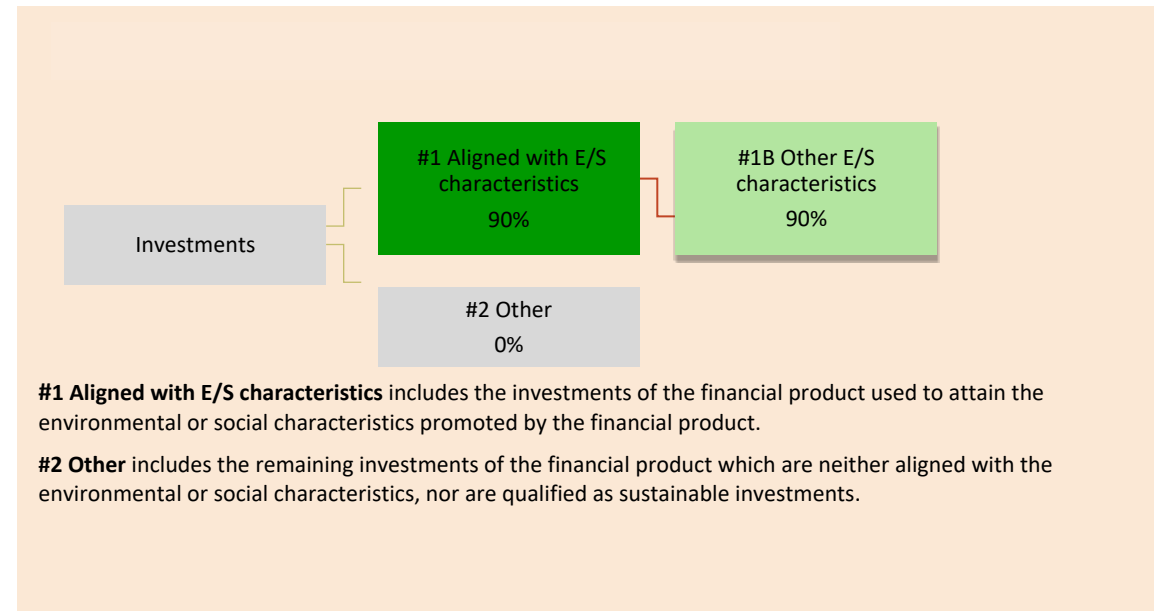 #1 Aligned with E/S
characteristics
90%
#1B Other E/S
characteristics
90%
Investments
#2 Other
0%
#1 Aligned with E/S characteristics includes the investments of the financial product used to attain the
environmental or social characteristics promoted by the financial product.
#2 Other includes the remaining investments of the financial product which are neither aligned with the
environmental or social characteristics, nor are qualified as sustainable investments.